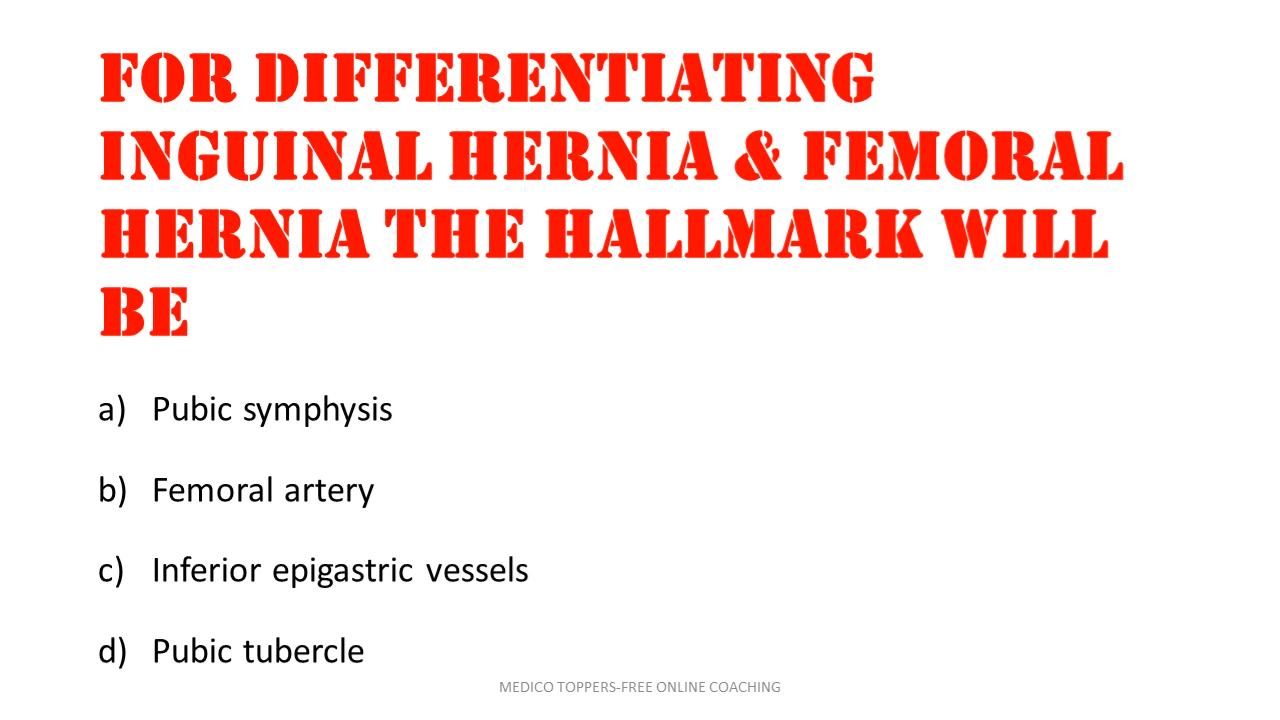 FOR DIFFERENTIATING
INGUINAL HERNIA & FEMORAL
HERNIA THE HALLMARK WILL
BE
a) Pubic symphysis
b) Femoral artery
c) Inferior epigastric vessels
d) Pubic tubercle
MEDICO TOPPERS-FREE ONLINE COACHING